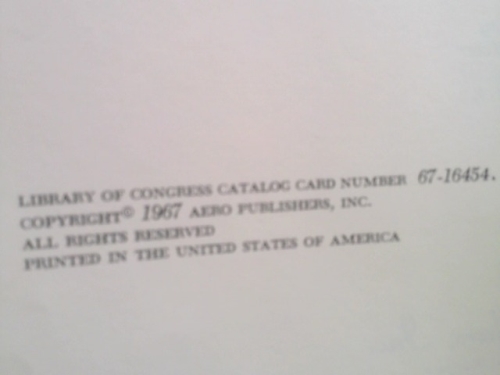 LIBRARY OF CONGRESS CATALOG CARD NUMBER 67-16454.
COPYRIGHT© 1967 AERO PUBLISHERS, INC.
ALL RIGHTS RESERVED
PRINTED IN THE UNITED STATES OF AMERICA